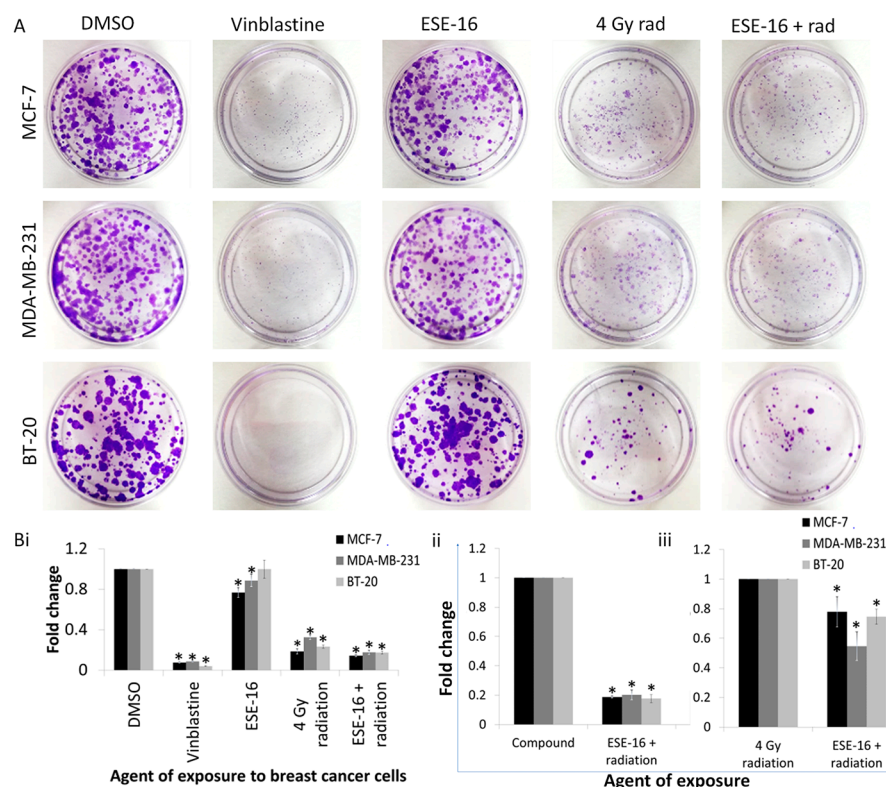 A
DMSO Vinblastine ESE-16 4 Gy rad ESE-16 + rad
MCF-7
MDA-MB-231
BT-20
Bi
1.2
0.8
0.4
0
Fold change
MCF-7
MDA-MB-231
BT-20
* * * * * * * * * * *
DMSO
Vinblastine
ESE-16
4 Gy
radiation
ESE-16 +
radiation
Agent of exposure to breast cancer cells
ii
1.2
1
0.8
0.6
0.4
0.2
0
Fold change
* * *
Compound
ESE-16 +
radiation
iii
MCF-7
MDA-MB-231
BT-20
1.2
1
0.8
0.6
0.4
0.2
0
* * *
4 Gy
radiation
ESE-16 +
radiation
Agent of exposure